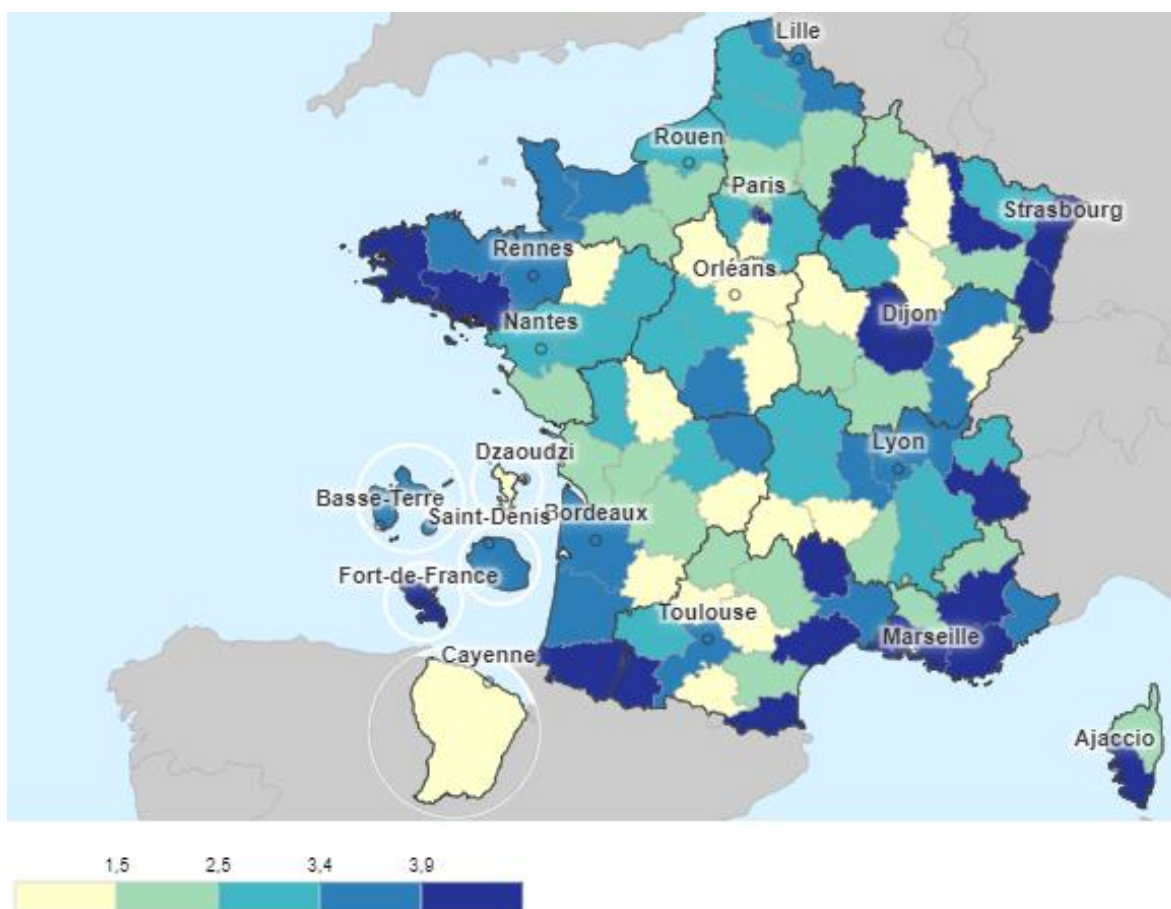 Lille
Rouen
Paris
Strasbourg
Rennes
Orléans
Dijon
Nantes
Lyon
Dzaoudzi
Basse-Terre
Saint-Denis
Bordeaux
Fort-de-France
Toulouse
Marseille
Cayenne
Ajaccio
1,5 2,5 3,4 3,9